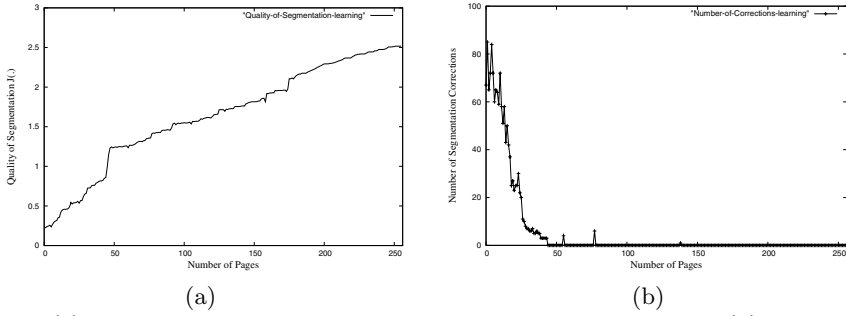 "Quality-of-Segmentation-learning"
Quality of Segmentation J(.)
3
2.5
2
1.5
1
0.5
0
0 50 100 150 200 250
Number of Pages
(a)
"Number-of-Corrections-learning"
Number of Segmentation Corrections
100
80
60
40
20
0
0 50 100 150 200 250
Number of Pages
(b)